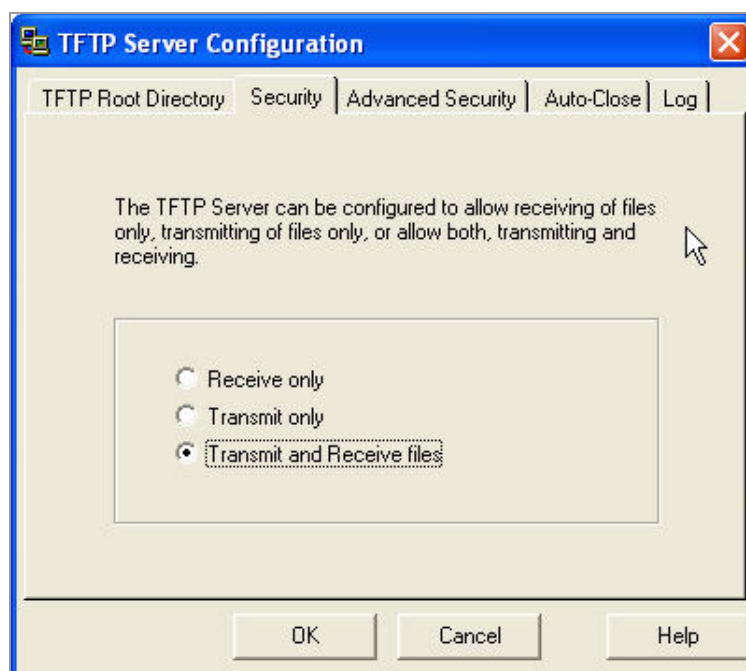 TFTP Server Configuration
TFTP Root Directory Security Advanced Security Auto-Close Log
The TFTP Server can be configured to allow receiving of files
only, transmitting of files only, or allow both, transmitting and
receiving.
Receive only
Transmit only
Transmit and Receive files
OK Cancel Help